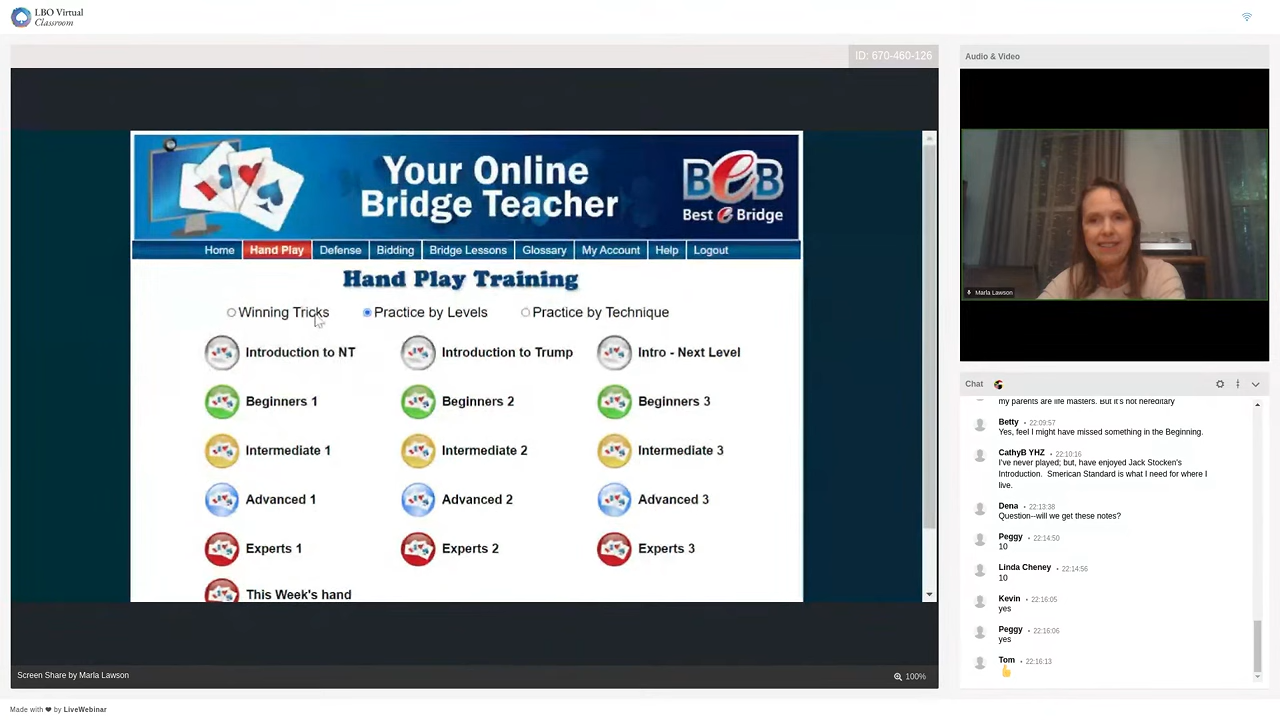 LBO Virtual
Classroom
ID: 670-460-126
Audio & Video
Your Online
Bridge Teacher
BeB
Best e Bridge
Home Hand Play Defense Bidding Bridge Lessons Glossary My Account Help Logout
Hand Play Training
Winning Tricks Practice by Levels Practice by Technique
Introduction to NT Introduction to Trump Intro - Next Level
Beginners 1 Beginners 2 Beginners 3
Intermediate 1 Intermediate 2 Intermediate 3
Advanced 1 Advanced 2 Advanced 3
Experts 1 Experts 2 Experts 3
This Week's hand
Screen Share by Marla Lawson
100%
Marla Lawson
Chat
my parents are life masters. But it's not hereditary
Betty • 22:09:57
Yes, feel I might have missed something in the Beginning.
CathyB YHZ • 22:10:16
I've never played; but, have enjoyed Jack Stocken's
Introduction. Smerican Standard is what I need for where I
live.
Dena • 22:13:38
Question--will we get these notes?
Peggy • 22:14:50
10
Linda Cheney • 22:14:56
10
Kevin • 22:16:05
yes
Peggy • 22:16:06
yes
Tom • 22:16:13
👍
Made with ❤ by LiveWebinar